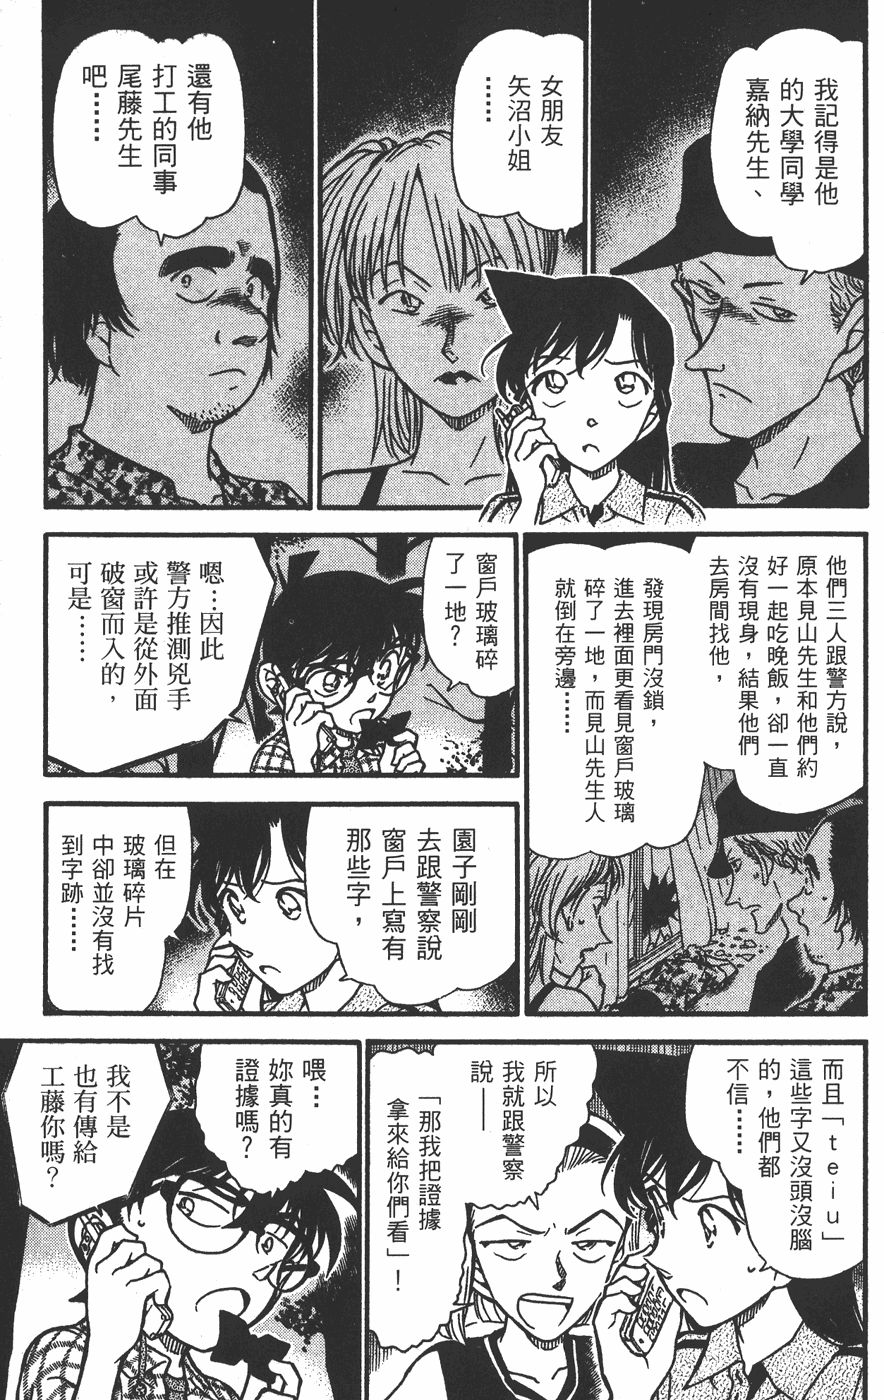 我記得是他
的大學同學
嘉納先生、
女朋友
矢沼小姐
……
還有他
打工的同事
尾藤先生
吧……
他們三人跟警方說，
原本見山先生和他們約
好一起吃晚飯，卻一直
沒有現身，結果他們
去房間找他，
發現房門沒鎖，
進去裡面更看見窗戶玻璃
碎了一地，而見山先生人
就倒在旁邊……
窗戶玻璃碎
了一地？
嗯…因此
警方推測兇手
或許是從外面
破窗而入的，
可是……
園子剛剛
去跟警察說
窗戶上寫有
那些字，
但在
玻璃碎片
中卻並沒有找
到字跡……
而且「teiu」
這些字又沒頭沒腦
的，他們都
不信……
所以
我就跟警察
說——
「那我把證據
拿來給你們看」！
喂…
妳真的有
證據嗎？
我不是
也有傳給
工藤你嗎？